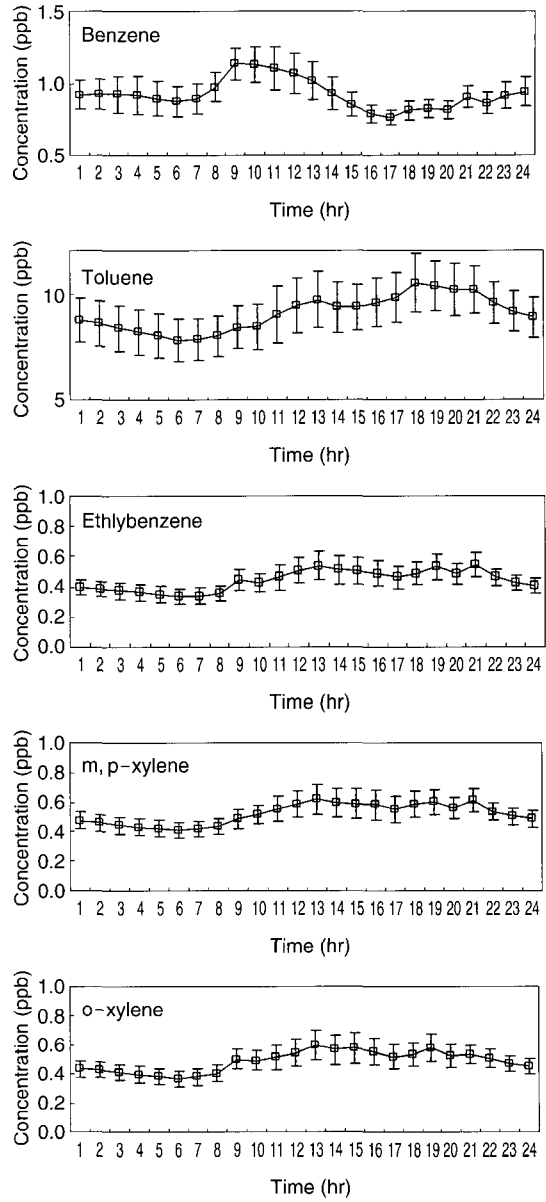 Benzene
Concentration (ppb)
1.5
1.0
0.5
1 2 3 4 5 6 7 8 9 10 11 12 13 14 15 16 17 18 19 20 21 22 23 24
Time (hr)
Toluene
Concentration (ppb)
10
5
1 2 3 4 5 6 7 8 9 10 11 12 13 14 15 16 17 18 19 20 21 22 23 24
Time (hr)
Ethlybenzene
Concentration (ppb)
1.0
0.8
0.6
0.4
0.2
0.0
1 2 3 4 5 6 7 8 9 10 11 12 13 14 15 16 17 18 19 20 21 22 23 24
Time (hr)
m, p-xylene
Concentration (ppb)
1.0
0.8
0.6
0.4
0.2
0.0
1 2 3 4 5 6 7 8 9 10 11 12 13 14 15 16 17 18 19 20 21 22 23 24
Time (hr)
o-xylene
Concentration (ppb)
1.0
0.8
0.6
0.4
0.2
0.0
1 2 3 4 5 6 7 8 9 10 11 12 13 14 15 16 17 18 19 20 21 22 23 24
Time (hr)